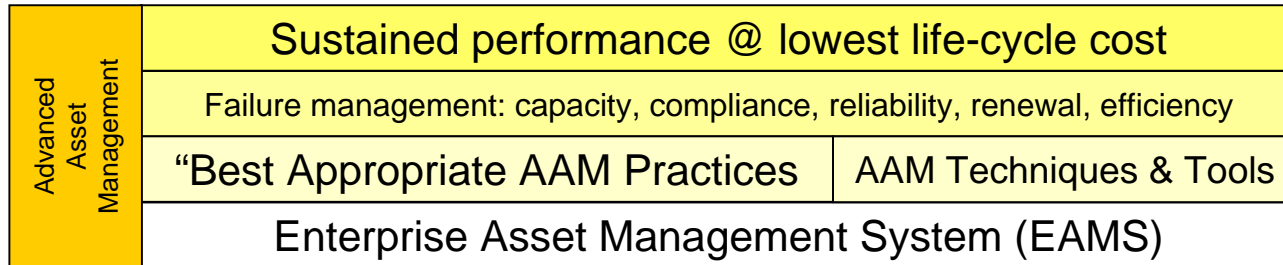 Advanced
Asset
Management
Sustained performance @ lowest life-cycle cost
Failure management: capacity, compliance, reliability, renewal, efficiency
“Best Appropriate AAM Practices
AAM Techniques & Tools
Enterprise Asset Management System (EAMS)